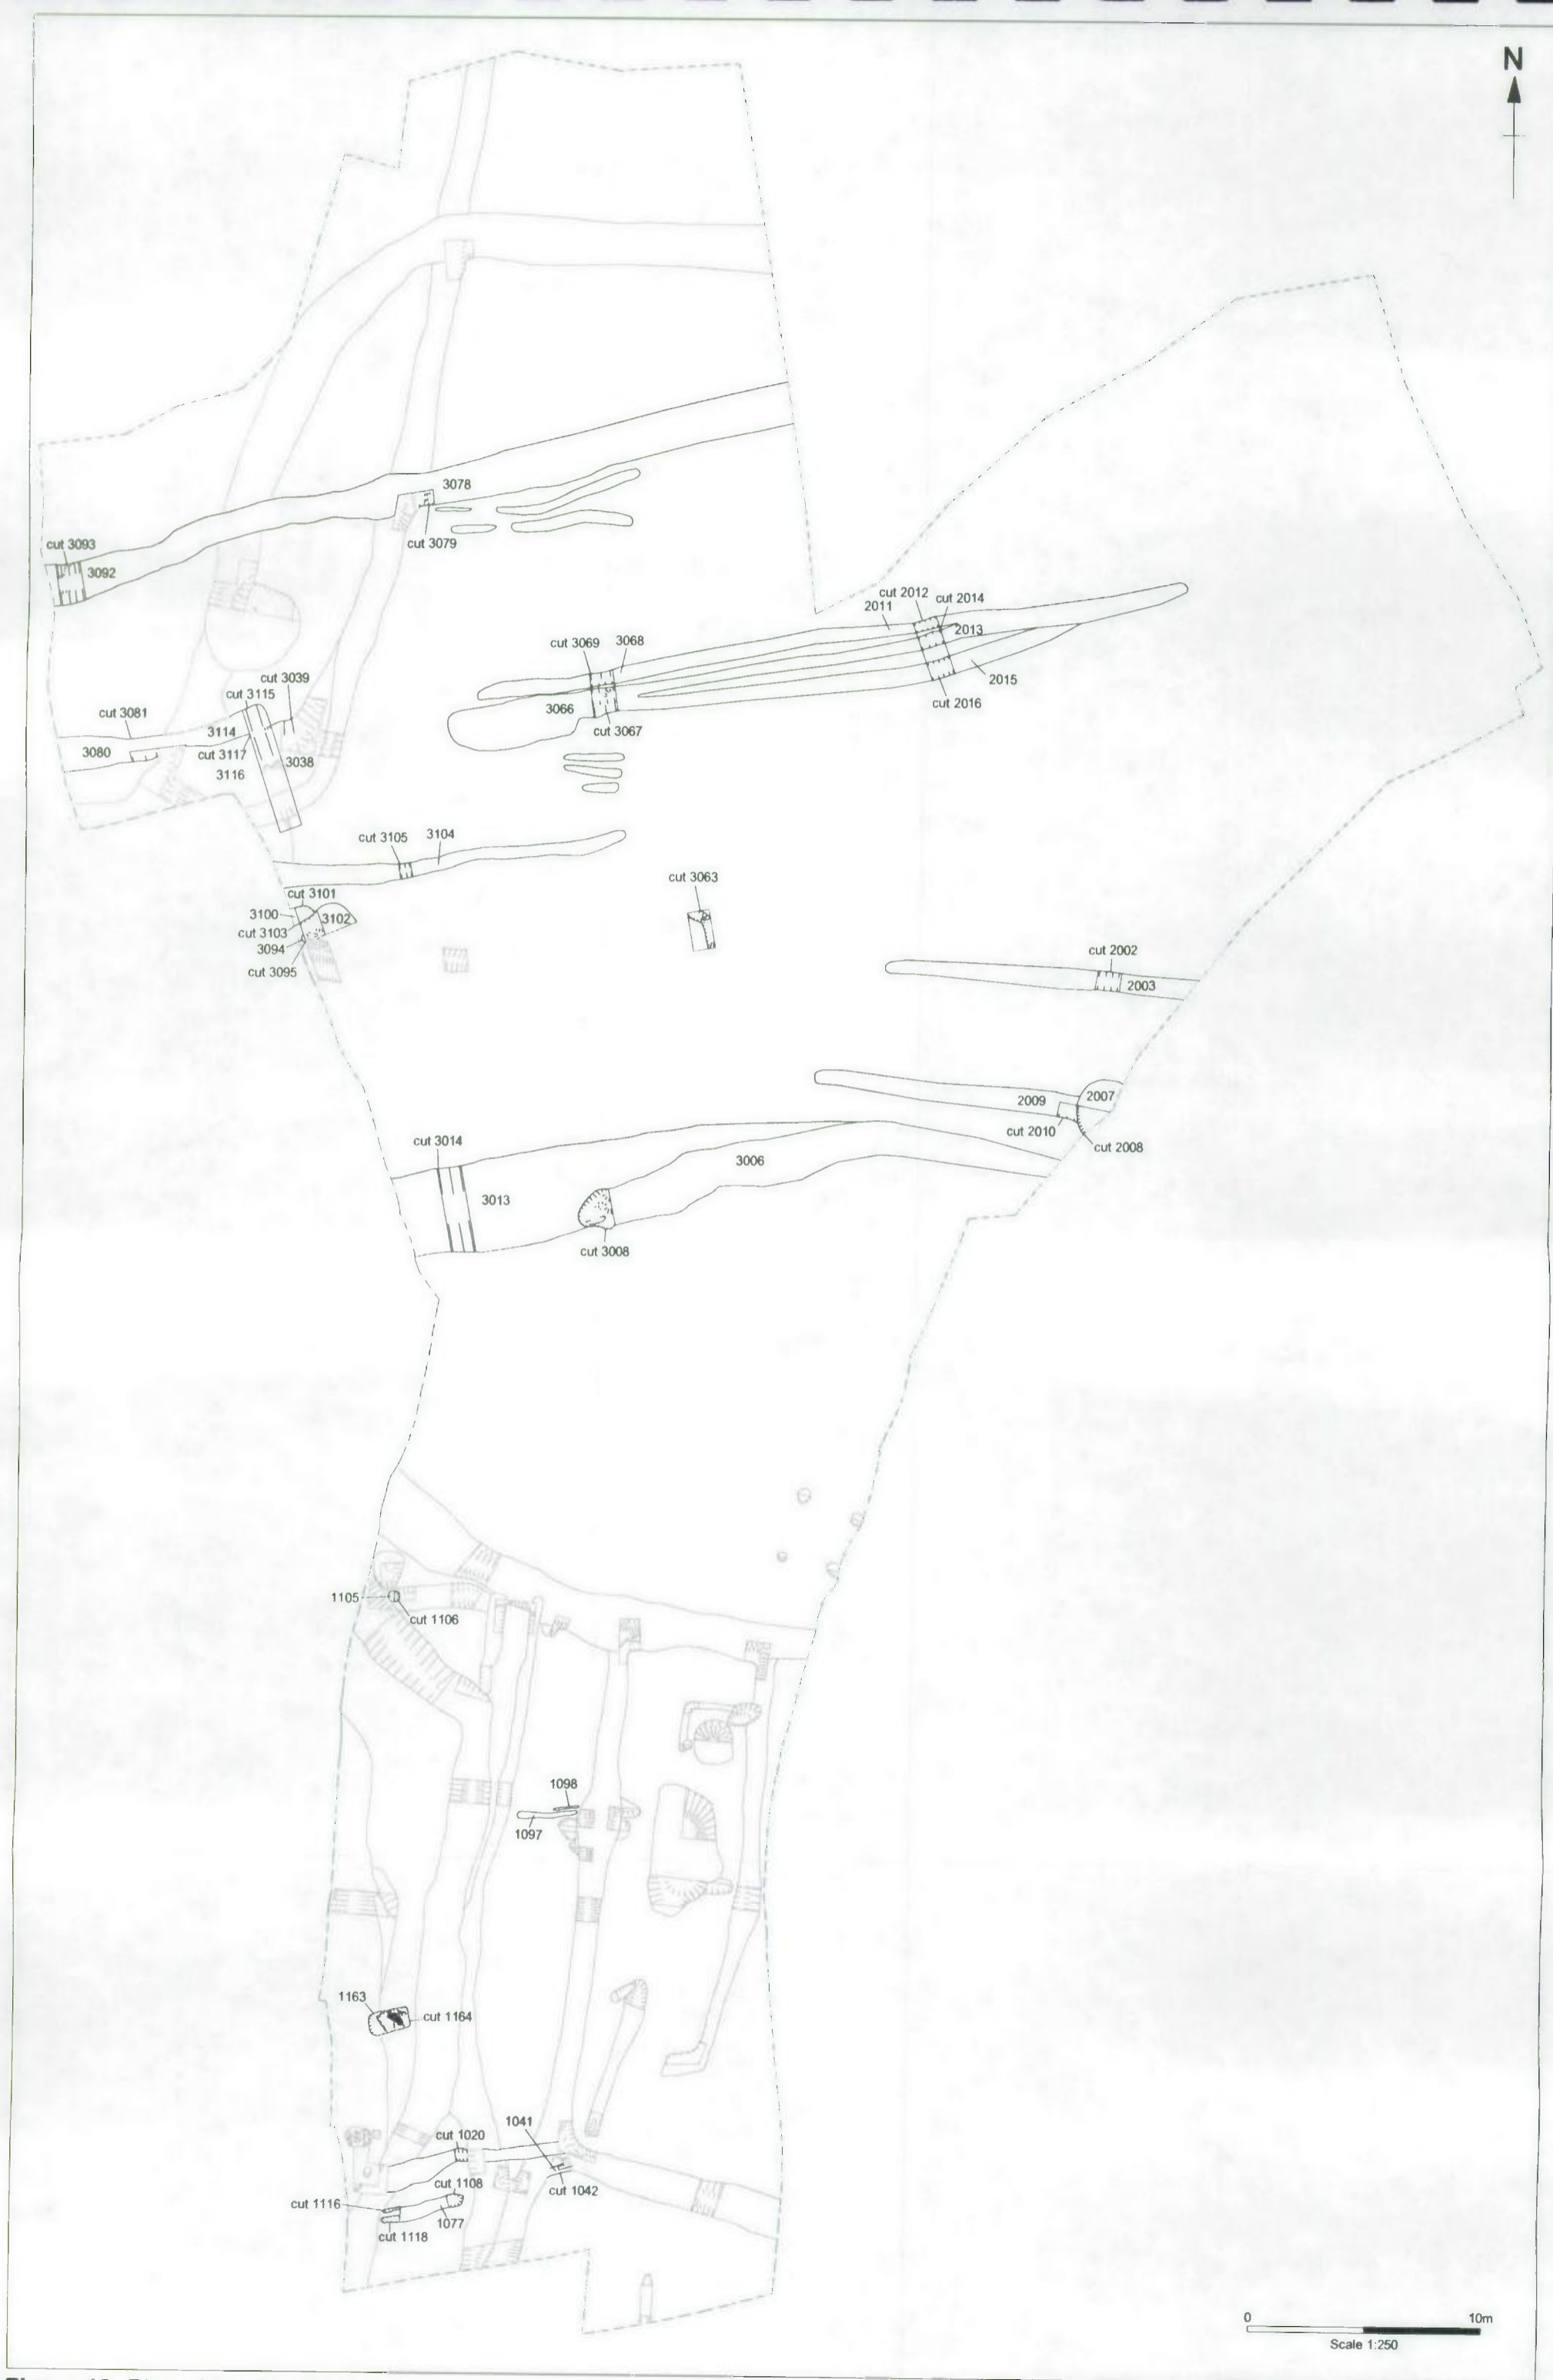 N
3078
cut 3079
cut 3093
3092
cut 2012
2011
cut 2014
2013
2015
cut 2016
cut 3069
3068
3066
cut 3067
cut 3039
cut 3115
cut 3081
3114
3080
cut 3117
3116
3038
cut 3105
3104
cut 3101
3100
3102
cut 3103
3094
cut 3095
cut 3063
cut 2002
2003
2009
2007
cut 2010
cut 2008
cut 3014
3013
3006
cut 3008
1105
cut 1106
1098
1097
1163
cut 1164
1041
cut 1020
cut 1042
cut 1108
cut 1116
1077
cut 1118
0 10m
Scale 1:250